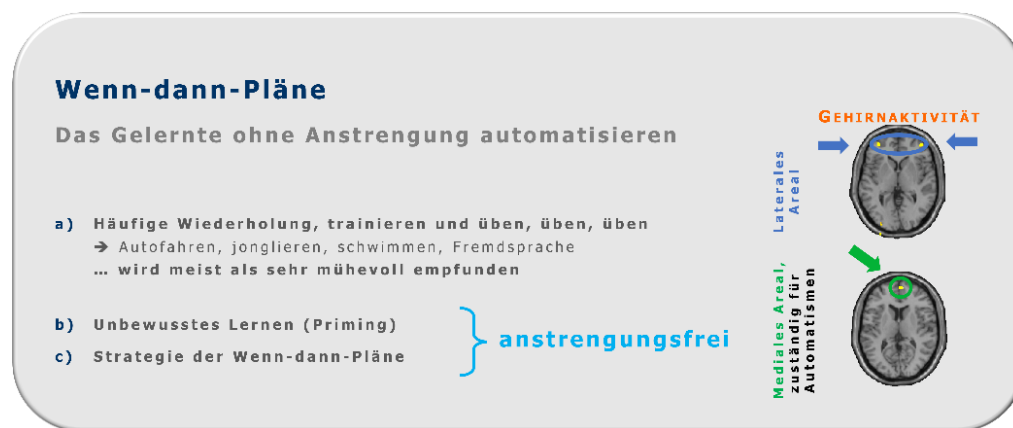 Wenn-dann-Pläne
Das Gelernte ohne Anstrengung automatisieren
GEHIRNAKTIVITÄT
Laterales
Areal
a) Häufige Wiederholung, trainieren und üben, üben, üben
➔ Autofahren, jonglieren, schwimmen, Fremdsprache
... wird meist als sehr mühevoll empfunden
b) Unbewusstes Lernen (Priming)
c) Strategie der Wenn-dann-Pläne
anstrengungsfrei
Mediales Areal,
zuständig für
Automatismen